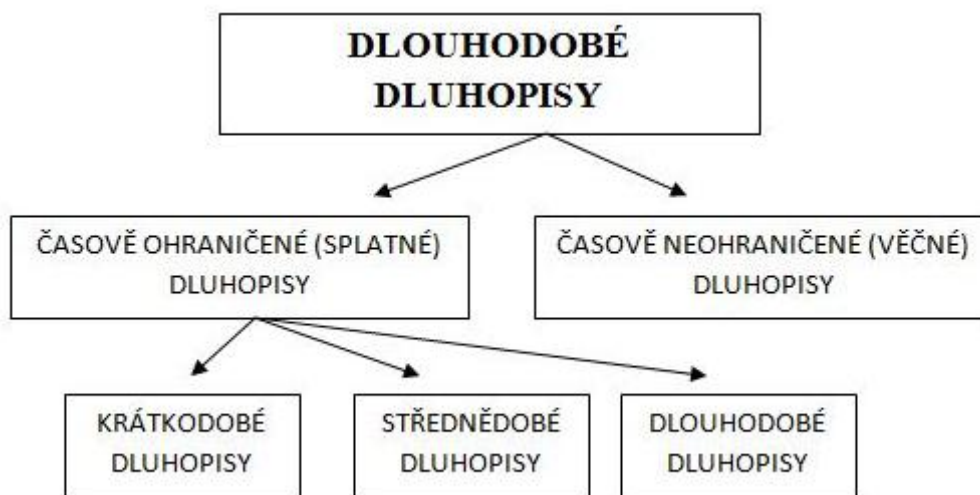 DLOUHODOBÉ
DLUHOPISY
ČASOVĚ OHRANIČENÉ (SPLATNÉ)
DLUHOPISY
ČASOVĚ NEOHRANIČENÉ (VĚČNÉ)
DLUHOPISY
KRÁTKODOBÉ
DLUHOPISY
STŘEDNĚDOBÉ
DLUHOPISY
DLOUHODOBÉ
DLUHOPISY